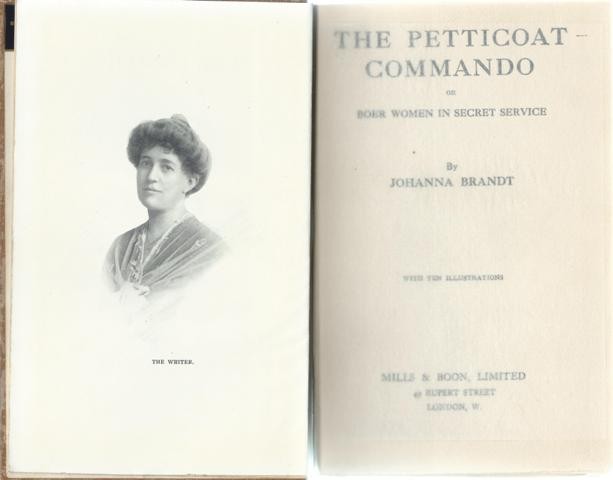 THE WRITER.
THE PETTICOAT
COMMANDO
OR
BOER WOMEN IN SECRET SERVICE
By
JOHANNA BRANDT
WITH TEN ILLUSTRATIONS
MILLS & BOON, LIMITED
49 RUPERT STREET
LONDON, W.